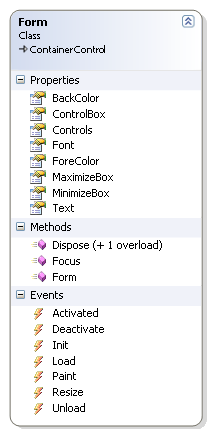 Form
Class
ContainerControl
Properties
BackColor
ControlBox
Controls
Font
ForeColor
MaximizeBox
MinimizeBox
Text
Methods
Dispose (+ 1 overload)
Focus
Form
Events
Activated
Deactivate
Init
Load
Paint
Resize
Unload